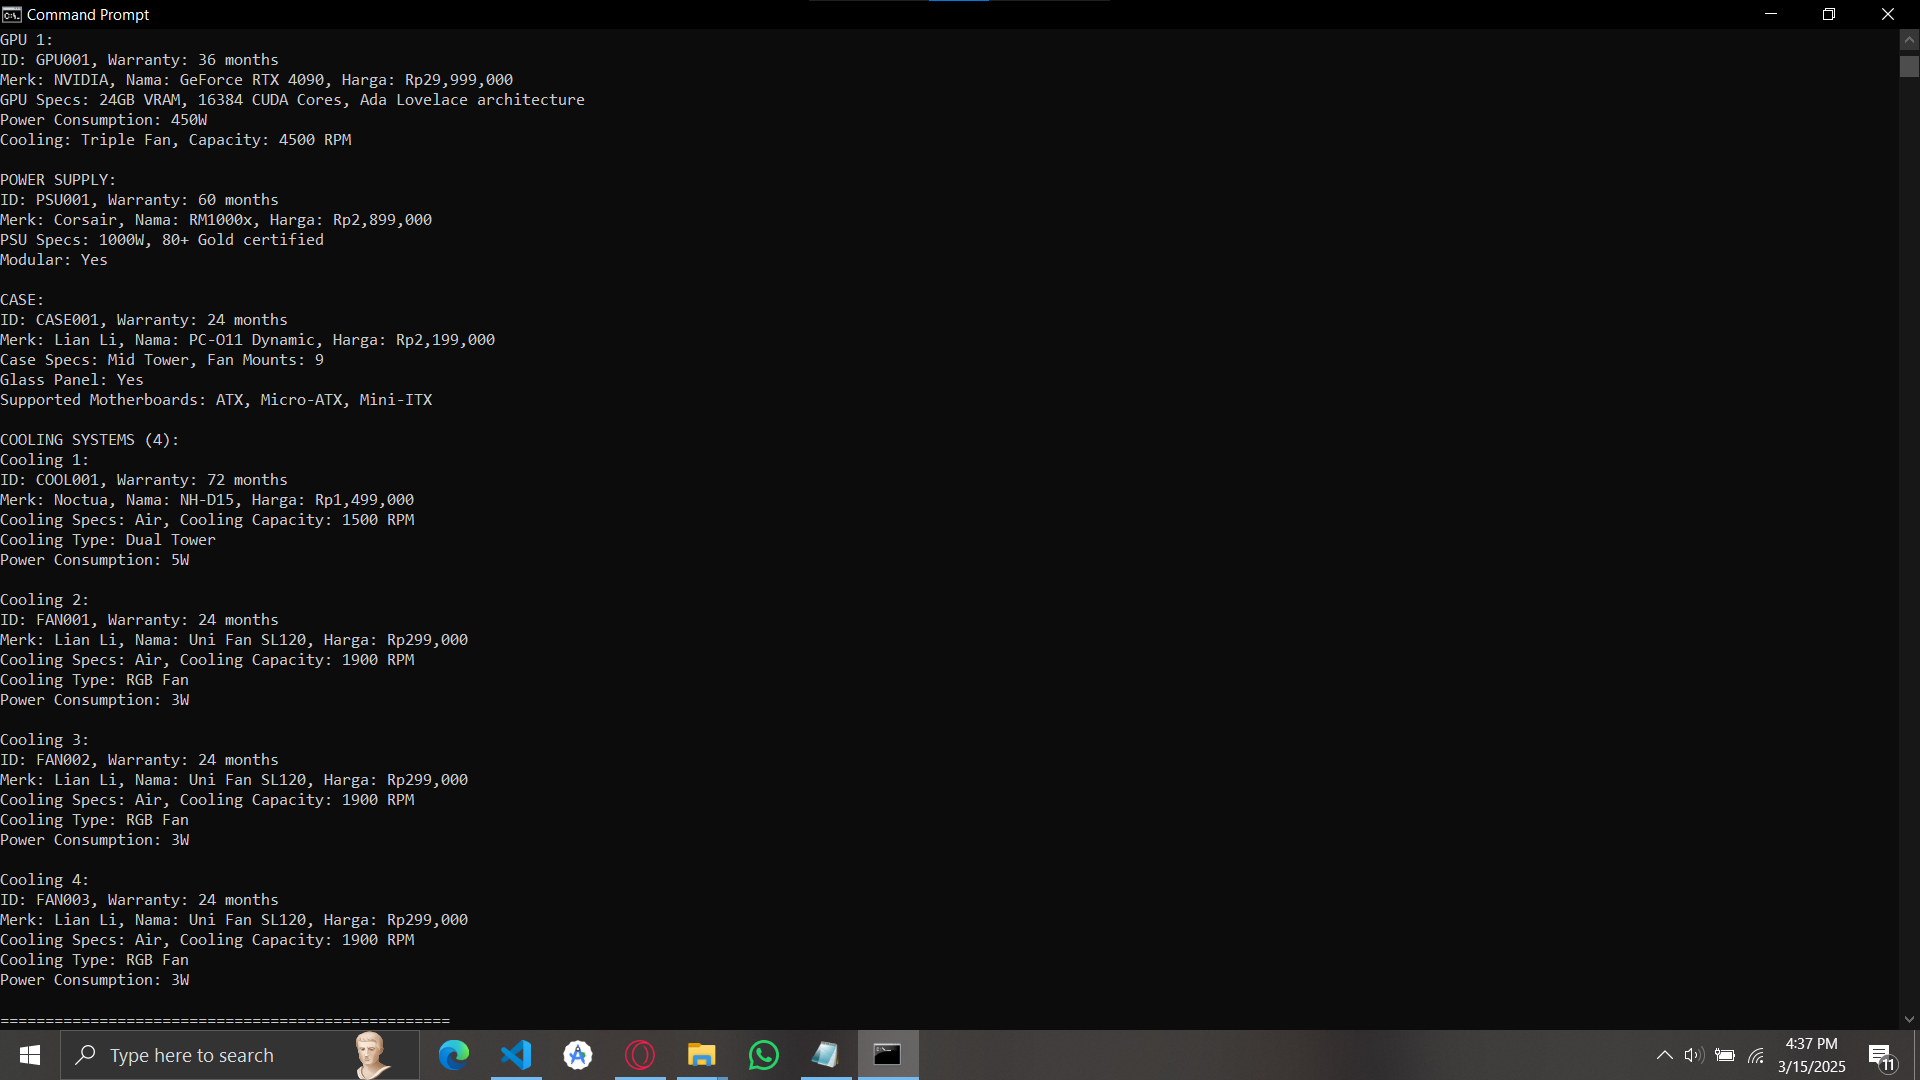 Command Prompt
GPU 1:
ID: GPU001, Warranty: 36 months
Merk: NVIDIA, Nama: GeForce RTX 4090, Harga: Rp29,999,000
GPU Specs: 24GB VRAM, 16384 CUDA Cores, Ada Lovelace architecture
Power Consumption: 450W
Cooling: Triple Fan, Capacity: 4500 RPM
POWER SUPPLY:
ID: PSU001, Warranty: 60 months
Merk: Corsair, Nama: RM1000x, Harga: Rp2,899,000
PSU Specs: 1000W, 80+ Gold certified
Modular: Yes
CASE:
ID: CASE001, Warranty: 24 months
Merk: Lian Li, Nama: PC-O11 Dynamic, Harga: Rp2,199,000
Case Specs: Mid Tower, Fan Mounts: 9
Glass Panel: Yes
Supported Motherboards: ATX, Micro-ATX, Mini-ITX
COOLING SYSTEMS (4):
Cooling 1:
ID: COOL001, Warranty: 72 months
Merk: Noctua, Nama: NH-D15, Harga: Rp1,499,000
Cooling Specs: Air, Cooling Capacity: 1500 RPM
Cooling Type: Dual Tower
Power Consumption: 5W
Cooling 2:
ID: FAN001, Warranty: 24 months
Merk: Lian Li, Nama: Uni Fan SL120, Harga: Rp299,000
Cooling Specs: Air, Cooling Capacity: 1900 RPM
Cooling Type: RGB Fan
Power Consumption: 3W
Cooling 3:
ID: FAN002, Warranty: 24 months
Merk: Lian Li, Nama: Uni Fan SL120, Harga: Rp299,000
Cooling Specs: Air, Cooling Capacity: 1900 RPM
Cooling Type: RGB Fan
Power Consumption: 3W
Cooling 4:
ID: FAN003, Warranty: 24 months
Merk: Lian Li, Nama: Uni Fan SL120, Harga: Rp299,000
Cooling Specs: Air, Cooling Capacity: 1900 RPM
Cooling Type: RGB Fan
Power Consumption: 3W
==================================================
Type here to search
4:37 PM
3/15/2025
11